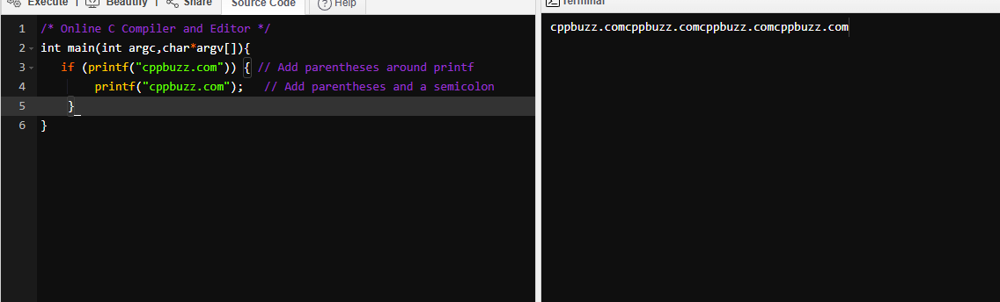 Execute | Beautify | Share Source Code Help
Terminal
1 /* Online C Compiler and Editor */
2 int main(int argc,char*argv[]){
3 if (printf("cppbuzz.com")) { // Add parentheses around printf
4 printf("cppbuzz.com"); // Add parentheses and a semicolon
5 }
6 }
cppbuzz.comcppbuzz.comcppbuzz.comcppbuzz.com